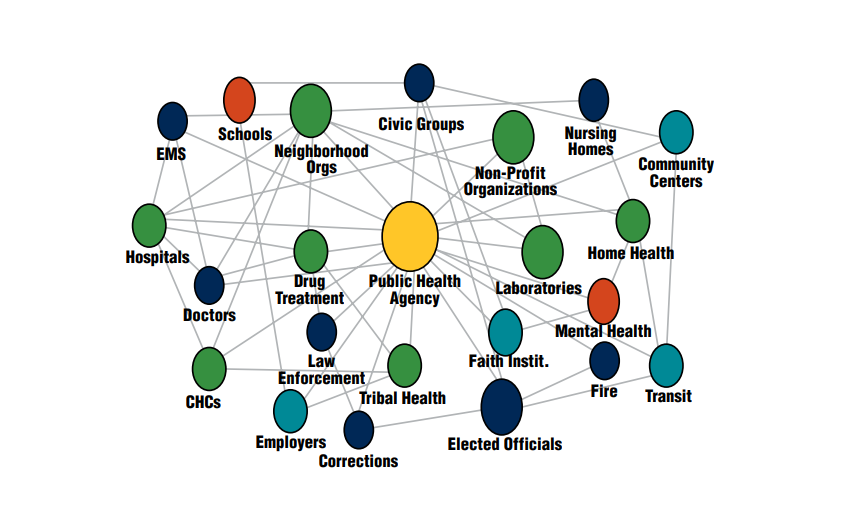 Civic Groups
Schools
EMS
Neighborhood
Orgs
Nursing
Homes
Community
Centers
Non-Profit
Organizations
Hospitals
Home Health
Drug
Treatment
Public Health
Agency
Laboratories
Doctors
Mental Health
Law
Enforcement
Faith Instit.
Fire
Transit
CHCs
Tribal Health
Employers
Elected Officials
Corrections